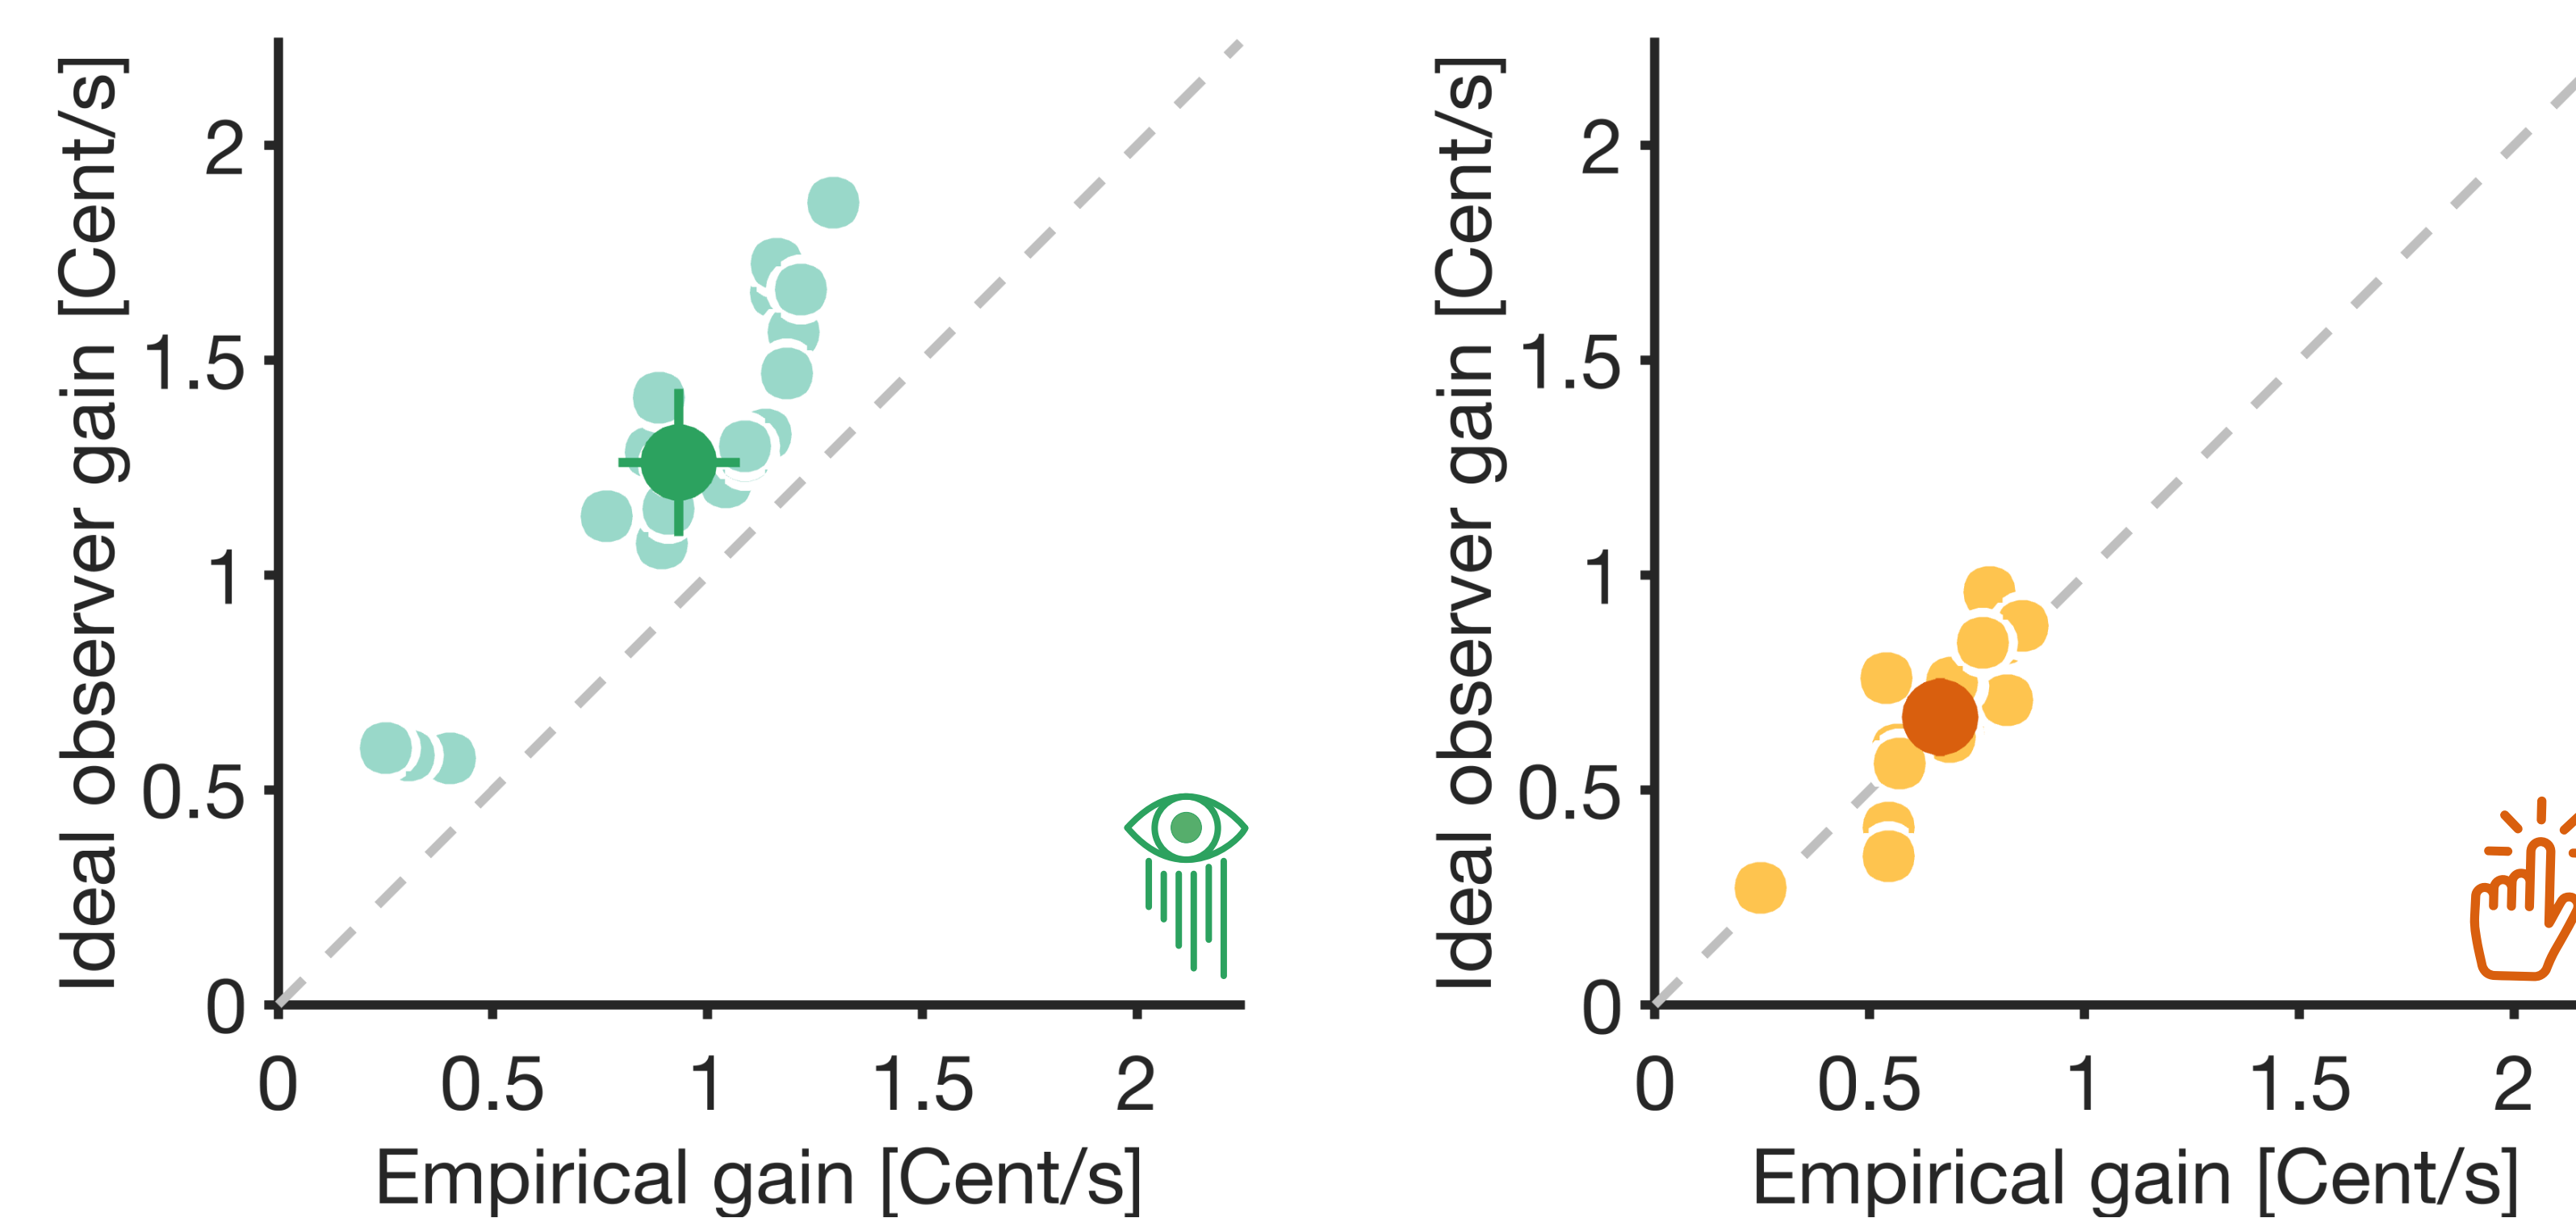 Ideal observer gain [Cent/s]
2
1.5
1
0.5
0
0 0.5 1 1.5 2
Empirical gain [Cent/s]
Ideal observer gain [Cent/s]
2
1.5
1
0.5
0
0 0.5 1 1.5 2
Empirical gain [Cent/s]